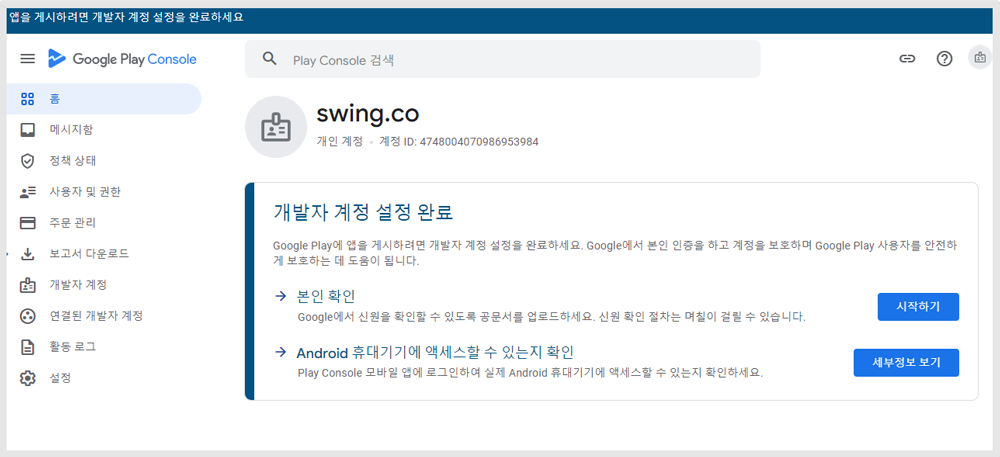 앱을 게시하려면 개발자 계정 설정을 완료하세요
Google Play Console
Play Console 검색
홈
메시지함
정책 상태
사용자 및 권한
주문 관리
보고서 다운로드
개발자 계정
연결된 개발자 계정
활동 로그
설정
swing.co
개인 계정 • 계정 ID: 4748004070986953984
개발자 계정 설정 완료
Google Play에 앱을 게시하려면 개발자 계정 설정을 완료하세요. Google에서 본인 인증을 하고 계정을 보호하며 Google Play 사용자를 안전하
게 보호하는 데 도움이 됩니다.
본인 확인
Google에서 신원을 확인할 수 있도록 공문서를 업로드하세요. 신원 확인 절차는 며칠이 걸릴 수 있습니다.
시작하기
Android 휴대기기에 액세스할 수 있는지 확인
Play Console 모바일 앱에 로그인하여 실제 Android 휴대기기에 액세스할 수 있는지 확인하세요.
세부정보 보기